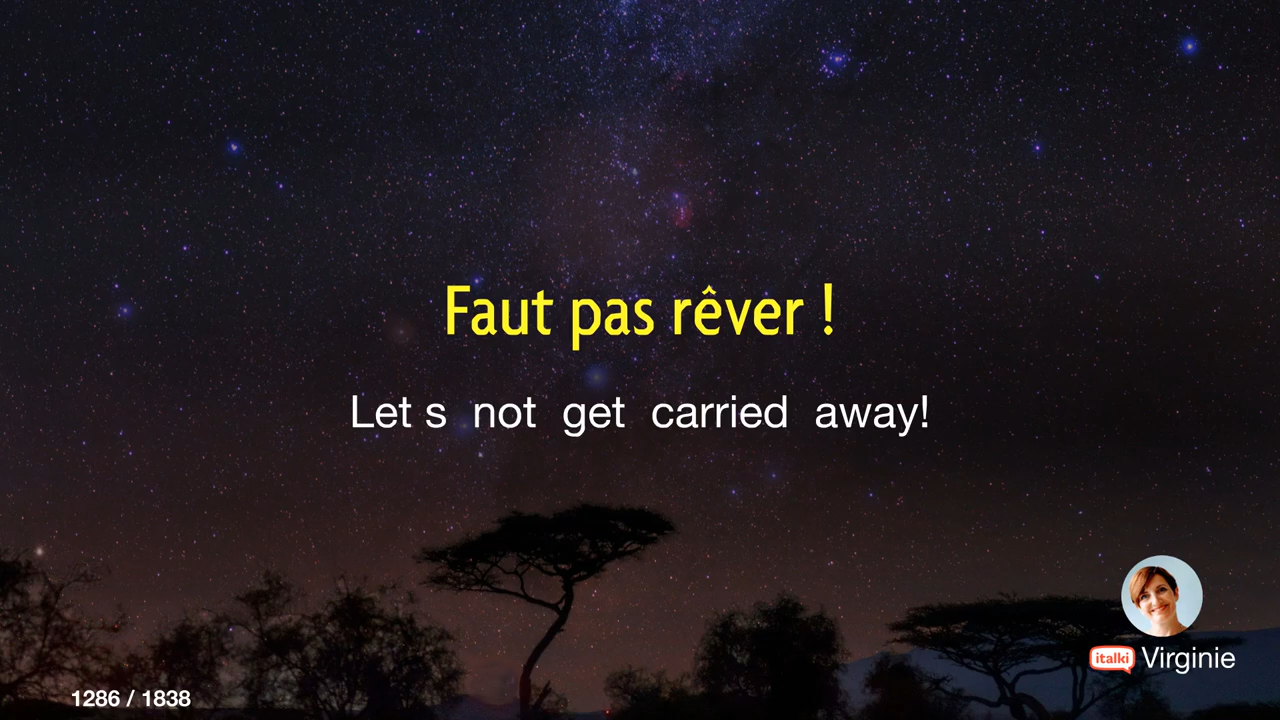 Faut pas rêver !
Let s not get carried away!
italki Virginie
1286 / 1838